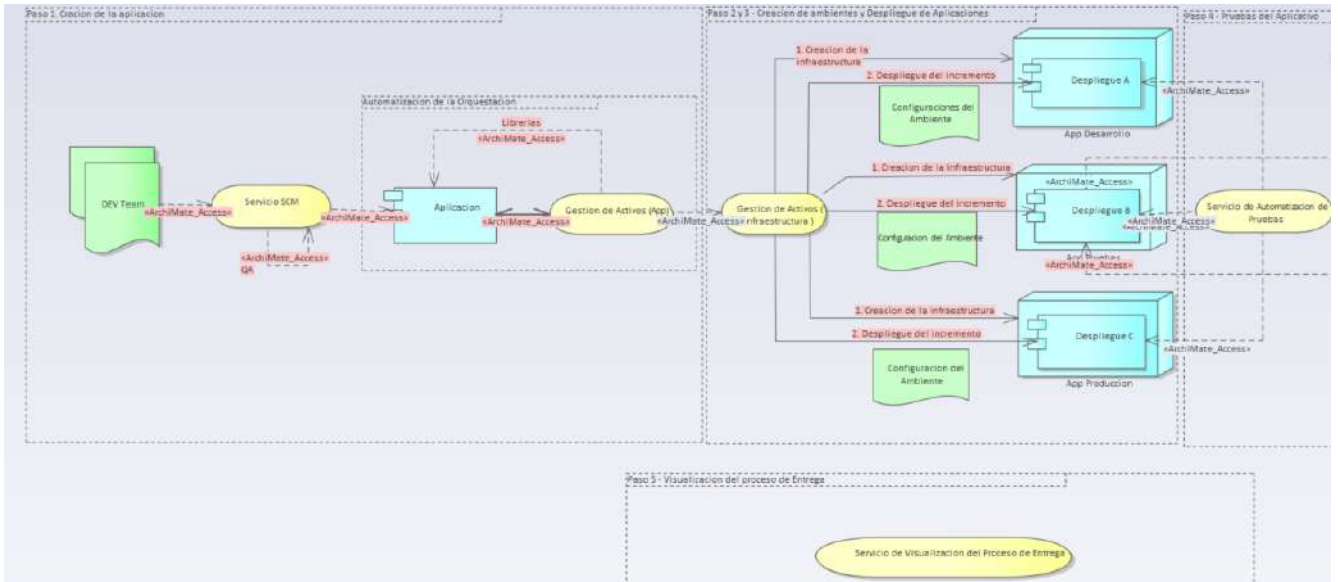 Paso 1. Cracion de la aplicacion
Automatizacion de la Orquestacion
Librerias
«ArchiMate_Access»
DEV Team
«ArchiMate_Access»
Servicio SCM
«ArchiMate_Access»
«ArchiMate_Access»
QA
Aplicacion
«ArchiMate_Access»
Gestion de Activos (App)
«ArchiMate_Access»
Paso 2 y 3 - Creacion de ambientes y Despliegue de Aplicaciones
1. Creacion de la
infraestructura
2. Despliegue del incremento
Configuraciones del
Ambiente
Despliegue A
App Desarrollo
«ArchiMate_Access»
Gestion de Activos (
Infraestructura )
1. Creacion de la Infraestructura
2. Despliegue del incremento
Configuracion del
Ambiente
«ArchiMate_Access»
Despliegue B
App Pruebas
«ArchiMate_Access»
«ArchiMate_Access»
«ArchiMate_Access»
1. Creacion de la infraestructura
2. Despliegue del incremento
Configuracion del
Ambiente
Despliegue C
App Produccion
«ArchiMate_Access»
Paso 4 - Pruebas del Aplicativo
Servicio de Automatizacion de
Pruebas
Paso 5 - Visualizacion del proceso de Entrega
Servicio de Visualizacion del Proceso de Entrega